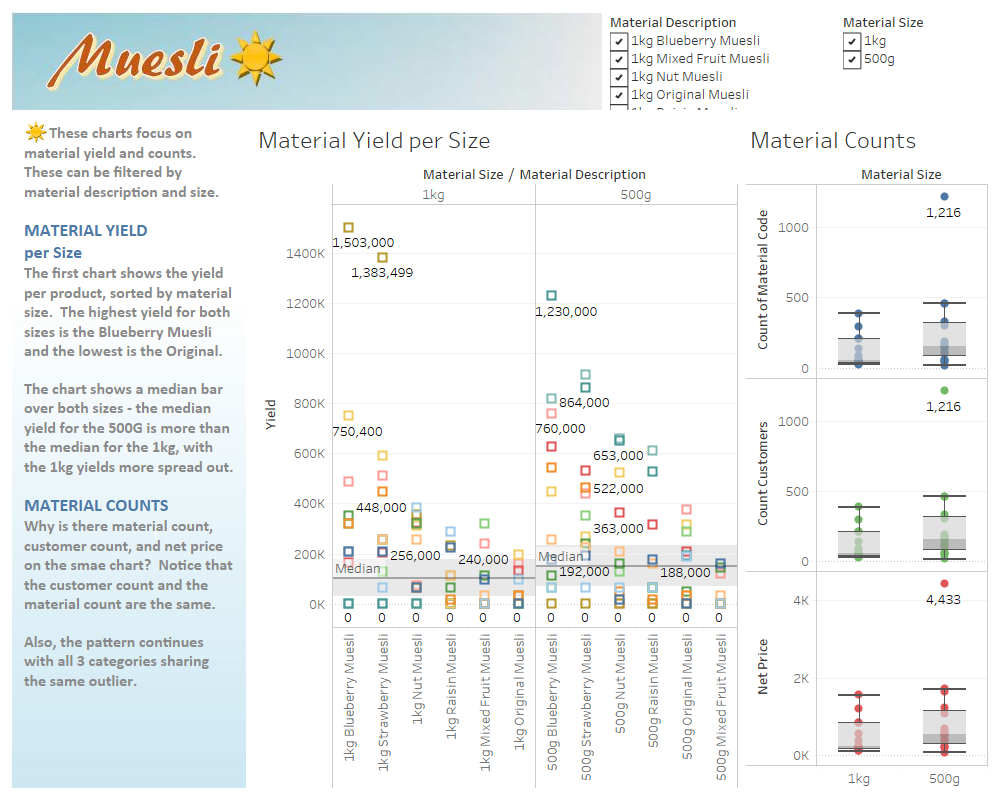 Muesli
Material Description
1kg Blueberry Muesli
1kg Mixed Fruit Muesli
1kg Nut Muesli
1kg Original Muesli
Material Size
1kg
500g
These charts focus on
material yield and counts.
These can be filtered by
material description and size.
MATERIAL YIELD
per Size
The first chart shows the yield
per product, sorted by material
size. The highest yield for both
sizes is the Blueberry Muesli
and the lowest is the Original.
The chart shows a median bar
over both sizes - the median
yield for the 500G is more than
the median for the 1kg, with
the 1kg yields more spread out.
MATERIAL COUNTS
Why is there material count,
customer count, and net price
on the smae chart? Notice that
the customer count and the
material count are the same.
Also, the pattern continues
with all 3 categories sharing
the same outlier.
Material Yield per Size
Material Size / Material Description
1kg
500g
Yield
1400K
1200K
1000K
800K
600K
400K
200K
0K
1,503,000
1,383,499
750,400
448,000
256,000
240,000
Median
0
0
0
0
0
0
1,230,000
864,000
760,000
653,000
522,000
363,000
Median
192,000
188,000
0
0
0
0
0
0
1kg Blueberry Muesli
1kg Strawberry Muesli
1kg Nut Muesli
1kg Raisin Muesli
1kg Mixed Fruit Muesli
1kg Original Muesli
500g Blueberry Muesli
500g Strawberry Muesli
500g Nut Muesli
500g Raisin Muesli
500g Original Muesli
500g Mixed Fruit Muesli
Material Counts
Material Size
Count of Material Code
1000
500
0
1,216
Count Customers
1000
500
0
1,216
Net Price
4K
2K
0K
4,433
1kg
500g